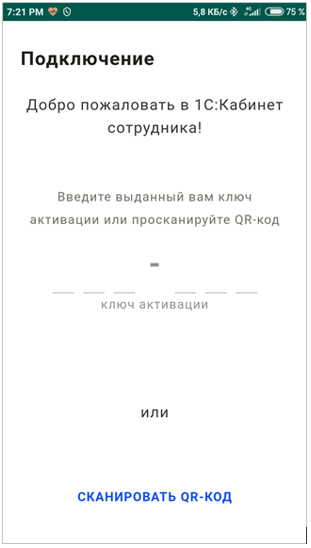 7:21 PM 5,8 КБ/с 4G 75 %
Подключение
Добро пожаловать в 1С:Кабинет
сотрудника!
Введите выданный вам ключ
активации или просканируйте QR-код
-
ключ активации
или
СКАНИРОВАТЬ QR-КОД